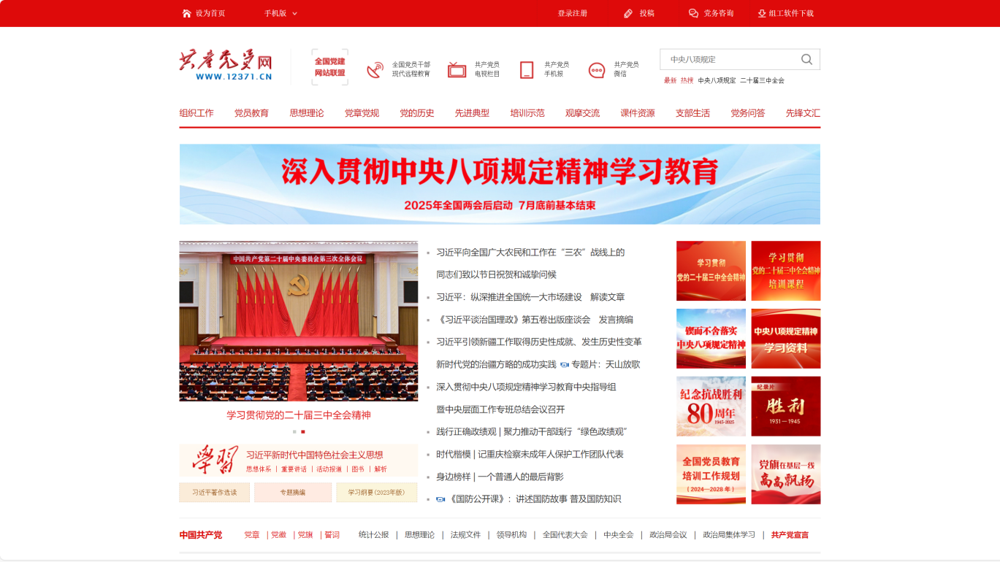 设为首页 手机版 登录注册 投稿 党务咨询 组工软件下载
共产党员网
WWW.12371.CN
全国党建
网站联盟
全国党员干部
现代远程教育
共产党员
电视栏目
共产党员
手机报
共产党员
微信
中央八项规定
最新 热搜 中央八项规定 二十届三中全会
组织工作 党员教育 思想理论 党章党规 党的历史 先进典型 培训示范 观摩交流 课件资源 支部生活 党务问答 先锋文汇
深入贯彻中央八项规定精神学习教育
2025年全国两会后启动 7月底前基本结束
中国共产党第二十届中央委员会第三次全体会议
学习贯彻党的二十届三中全会精神
學習
习近平新时代中国特色社会主义思想
思想体系 | 重要讲话 | 活动报道 | 图书 | 解析
习近平著作选读 专题摘编 学习纲要(2023年版)
习近平向全国广大农民和工作在“三农”战线上的
同志们致以节日祝贺和诚挚问候
习近平：纵深推进全国统一大市场建设 解读文章
《习近平谈治国理政》第五卷出版座谈会 发言摘编
习近平引领新疆工作取得历史性成就、发生历史性变革
新时代党的治疆方略的成功实践 专题片：天山放歌
深入贯彻中央八项规定精神学习教育中央指导组
暨中央层面工作专班总结会议召开
践行正确政绩观 | 聚力推动干部践行“绿色政绩观”
时代楷模 | 记重庆检察未成年人保护工作团队代表
身边榜样 | 一个普通人的最后背影
《国防公开课》：讲述国防故事 普及国防知识
学习贯彻
党的二十届三中全会精神
学习贯彻
党的二十届三中全会精神
培训课程
锲而不舍落实
中央八项规定精神
中央八项规定精神
学习资料
纪念抗战胜利
80周年
1945-2025
纪录片
胜利
1931—1945
全国党员教育
培训工作规划
(2024—2028年)
党旗在基层一线
高高飘扬
中国共产党 党章 | 党徽 | 党旗 | 誓词 统计公报 | 思想理论 | 法规文件 | 领导机构 | 全国代表大会 | 中央全会 | 政治局会议 | 政治局集体学习 | 共产党宣言